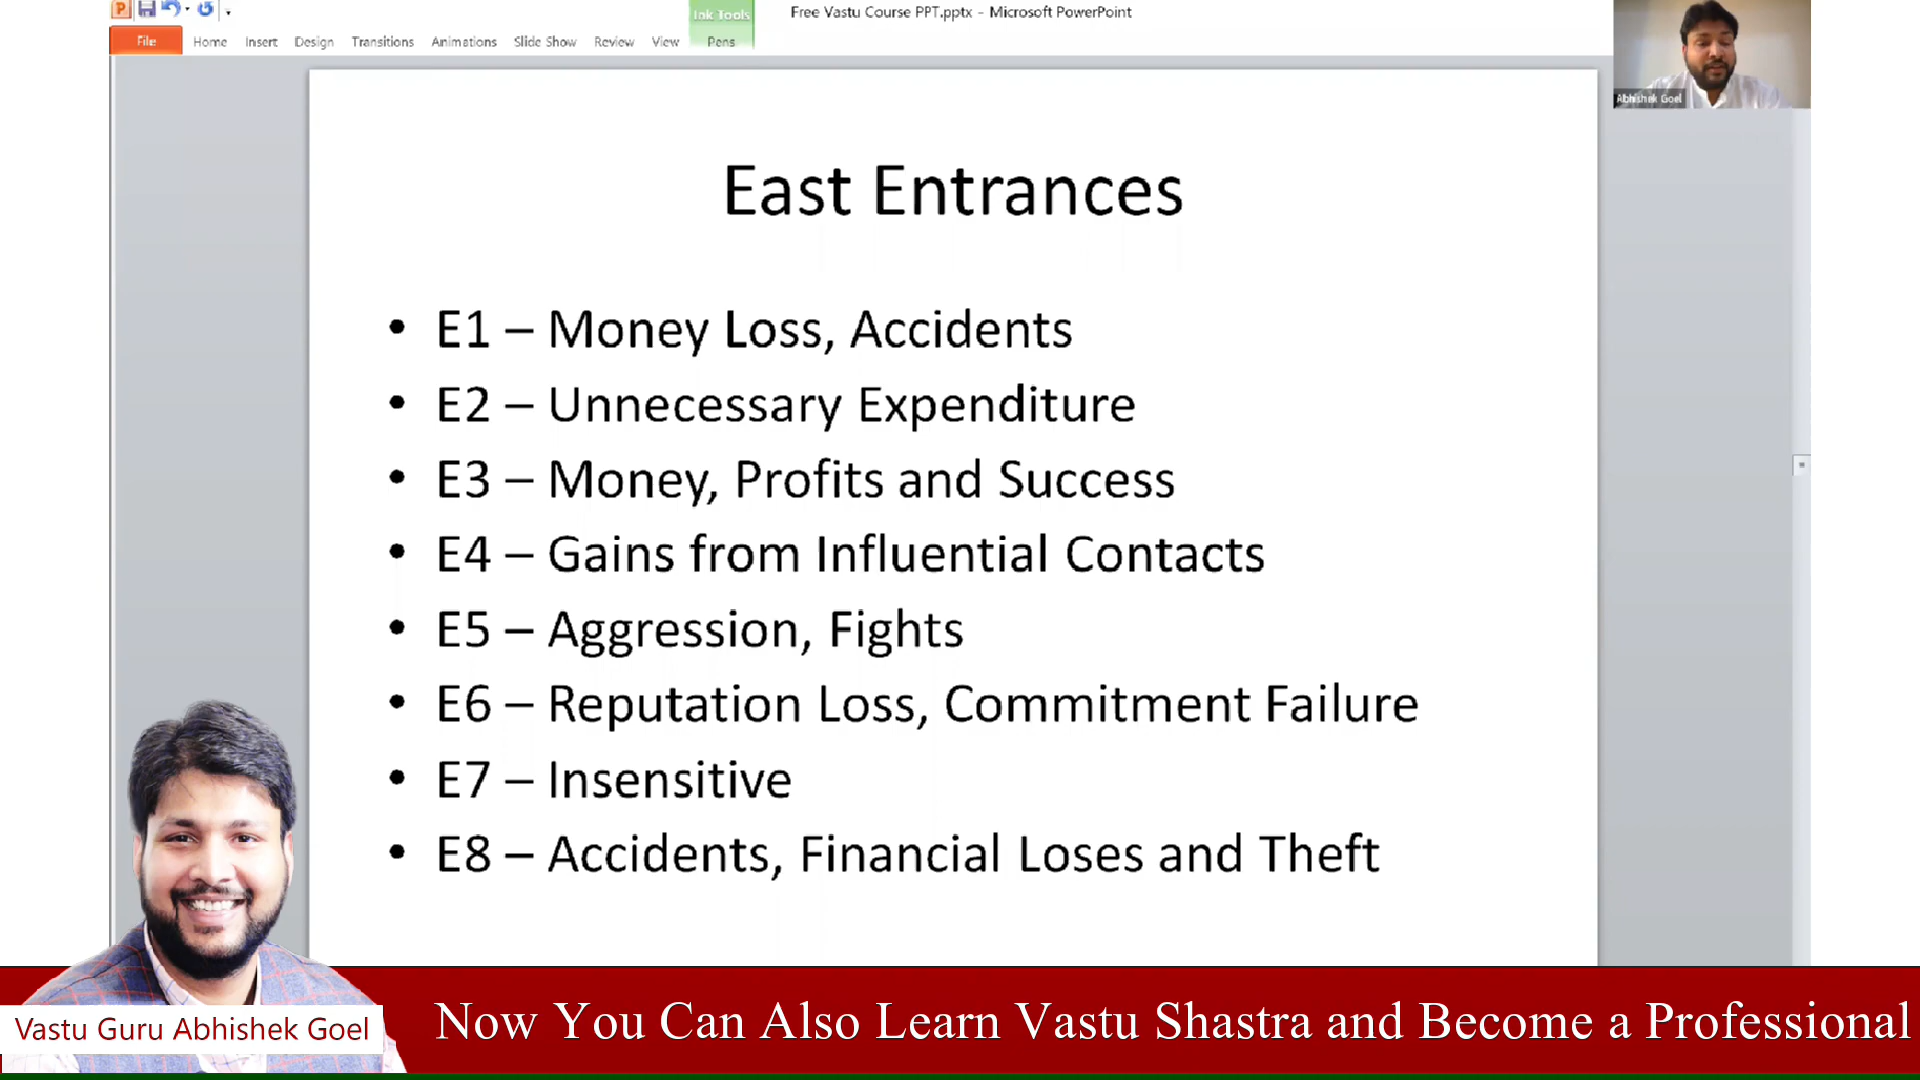 Free Vastu Course PPT.pptx - Microsoft PowerPoint
Ink Tools
File Home Insert Design Transitions Animations Slide Show Review View Pens
Abhishek Goel
East Entrances
• E1 – Money Loss, Accidents
• E2 – Unnecessary Expenditure
• E3 – Money, Profits and Success
• E4 – Gains from Influential Contacts
• E5 – Aggression, Fights
• E6 – Reputation Loss, Commitment Failure
• E7 – Insensitive
• E8 – Accidents, Financial Loses and Theft
Vastu Guru Abhishek Goel
Now You Can Also Learn Vastu Shastra and Become a Professional